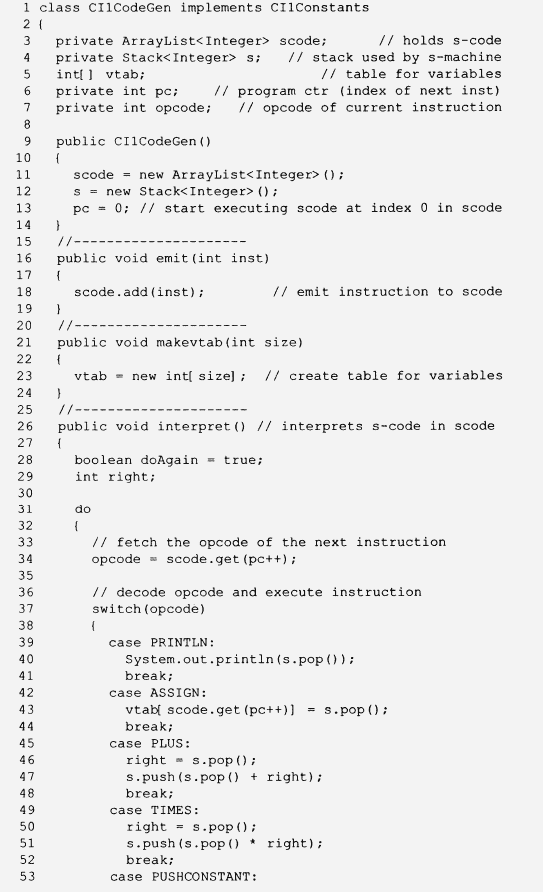 1 class CI1CodeGen implements CI1Constants
2 {
3   private ArrayList<Integer> scode;      // holds s-code
4   private Stack<Integer> s;   // stack used by s-machine
5   int[] vtab;                    // table for variables
6   private int pc;     // program ctr (index of next inst)
7   private int opcode;   // opcode of current instruction
8
9   public CI1CodeGen()
10   {
11     scode = new ArrayList<Integer>();
12     s = new Stack<Integer>();
13     pc = 0; // start executing scode at index 0 in scode
14   }
15   //---------------------
16   public void emit(int inst)
17   {
18     scode.add(inst);        // emit instruction to scode
19   }
20   //---------------------
21   public void makevtab(int size)
22   {
23     vtab = new int[size];  // create table for variables
24   }
25   //---------------------
26   public void interpret() // interprets s-code in scode
27   {
28     boolean doAgain = true;
29     int right;
30
31     do
32     {
33       // fetch the opcode of the next instruction
34       opcode = scode.get(pc++);
35
36       // decode opcode and execute instruction
37       switch(opcode)
38       {
39         case PRINTLN:
40           System.out.println(s.pop());
41           break;
42         case ASSIGN:
43           vtab[scode.get(pc++)] = s.pop();
44           break;
45         case PLUS:
46           right = s.pop();
47           s.push(s.pop() + right);
48           break;
49         case TIMES:
50           right = s.pop();
51           s.push(s.pop() * right);
52           break;
53         case PUSHCONSTANT: